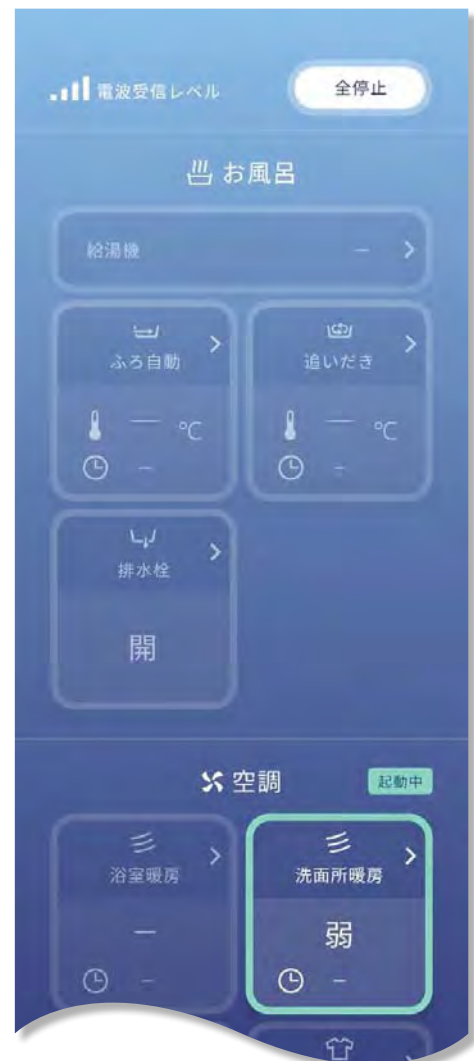 電波受信レベル
全停止
お風呂
給湯機 −
ふろ自動
— ℃
−
追いだき
— ℃
−
排水栓
開
空調
起動中
浴室暖房
—
−
洗面所暖房
弱
−